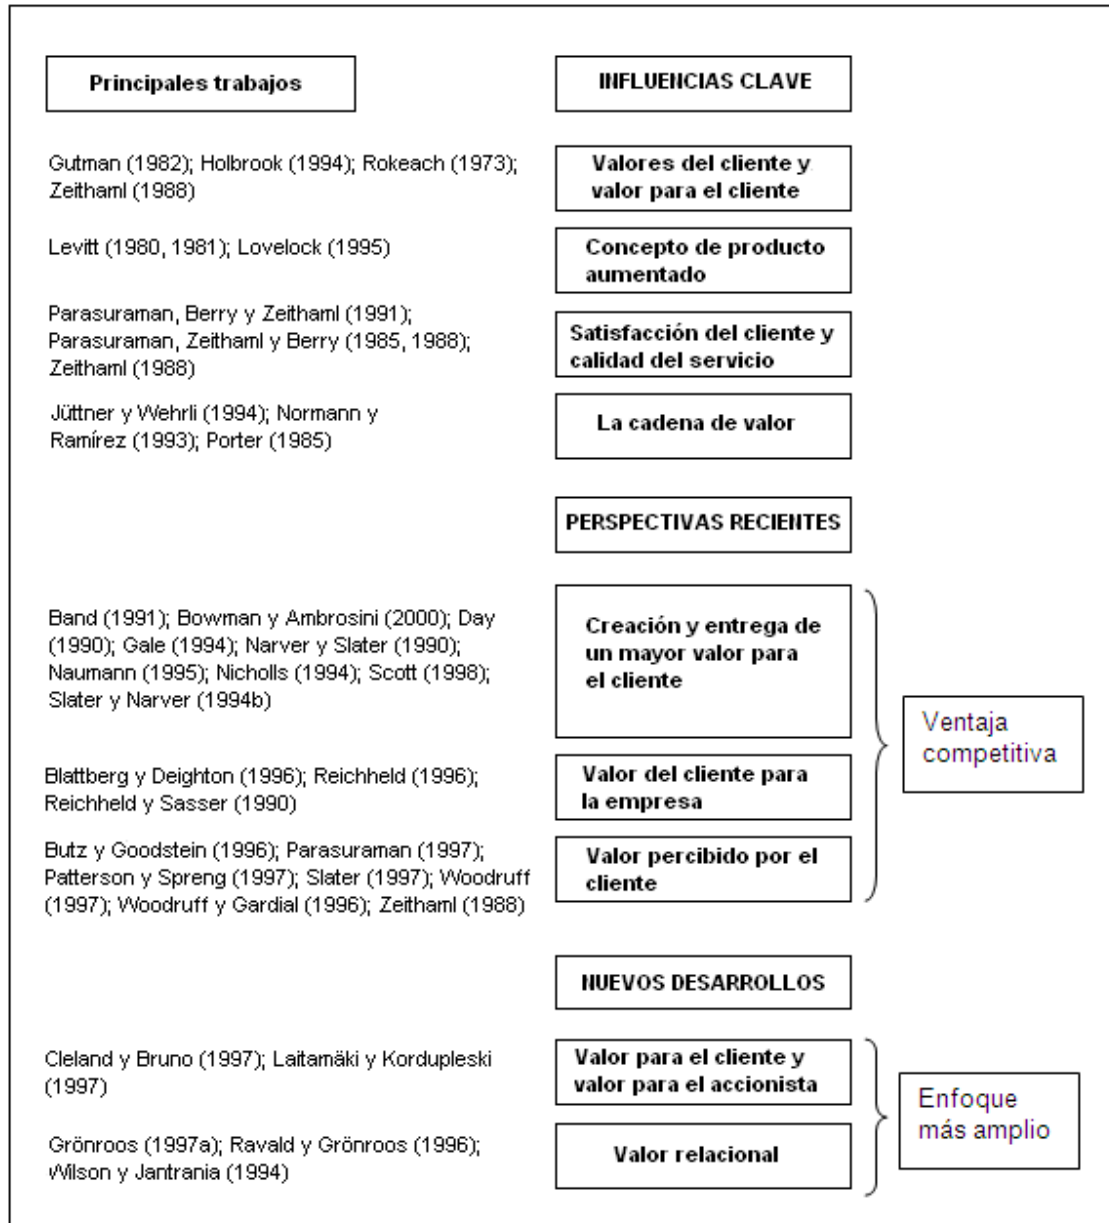 Principales trabajos
INFLUENCIAS CLAVE
Gutman (1982); Holbrook (1994); Rokeach (1973);
Zeithaml (1988)
Valores del cliente y
valor para el cliente
Levitt (1980, 1981); Lovelock (1995)
Concepto de producto
aumentado
Parasuraman, Berry y Zeithaml (1991);
Parasuraman, Zeithaml y Berry (1985, 1988);
Zeithaml (1988)
Satisfacción del cliente y
calidad del servicio
Jüttner y Wehrli (1994); Normann y
Ramírez (1993); Porter (1985)
La cadena de valor
PERSPECTIVAS RECIENTES
Band (1991); Bowman y Ambrosini (2000); Day
(1990); Gale (1994); Narver y Slater (1990);
Naumann (1995); Nicholls (1994); Scott (1998);
Slater y Narver (1994b)
Creación y entrega de
un mayor valor para
el cliente
Ventaja
competitiva
Blattberg y Deighton (1996); Reichheld (1996);
Reichheld y Sasser (1990)
Valor del cliente para
la empresa
Butz y Goodstein (1996); Parasuraman (1997);
Patterson y Spreng (1997); Slater (1997); Woodruff
(1997); Woodruff y Gardial (1996); Zeithaml (1988)
Valor percibido por el
cliente
NUEVOS DESARROLLOS
Cleland y Bruno (1997); Laitamäki y Kordupleski
(1997)
Valor para el cliente y
valor para el accionista
Enfoque
más amplio
Grönroos (1997a); Ravald y Grönroos (1996);
Wilson y Jantrania (1994)
Valor relacional